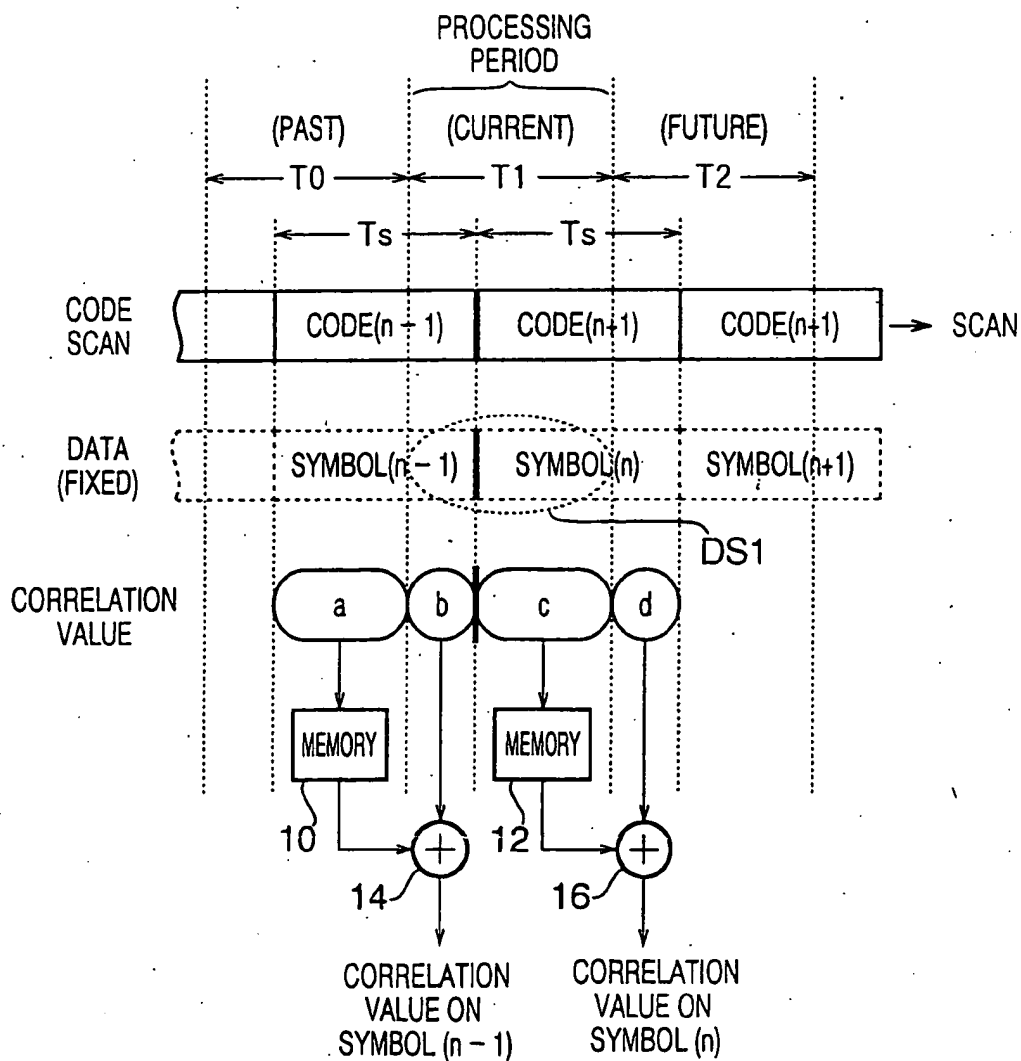 PROCESSING
PERIOD
(PAST) (CURRENT) (FUTURE)
T0 T1 T2
Ts Ts
CODE
SCAN
CODE(n - 1) CODE(n+1) CODE(n+1) SCAN
DATA
(FIXED)
SYMBOL(n - 1) SYMBOL(n) SYMBOL(n+1)
DS1
CORRELATION
VALUE
a b c d
MEMORY MEMORY
10 12
+ +
14 16
CORRELATION
VALUE ON
SYMBOL (n - 1)
CORRELATION
VALUE ON
SYMBOL (n)